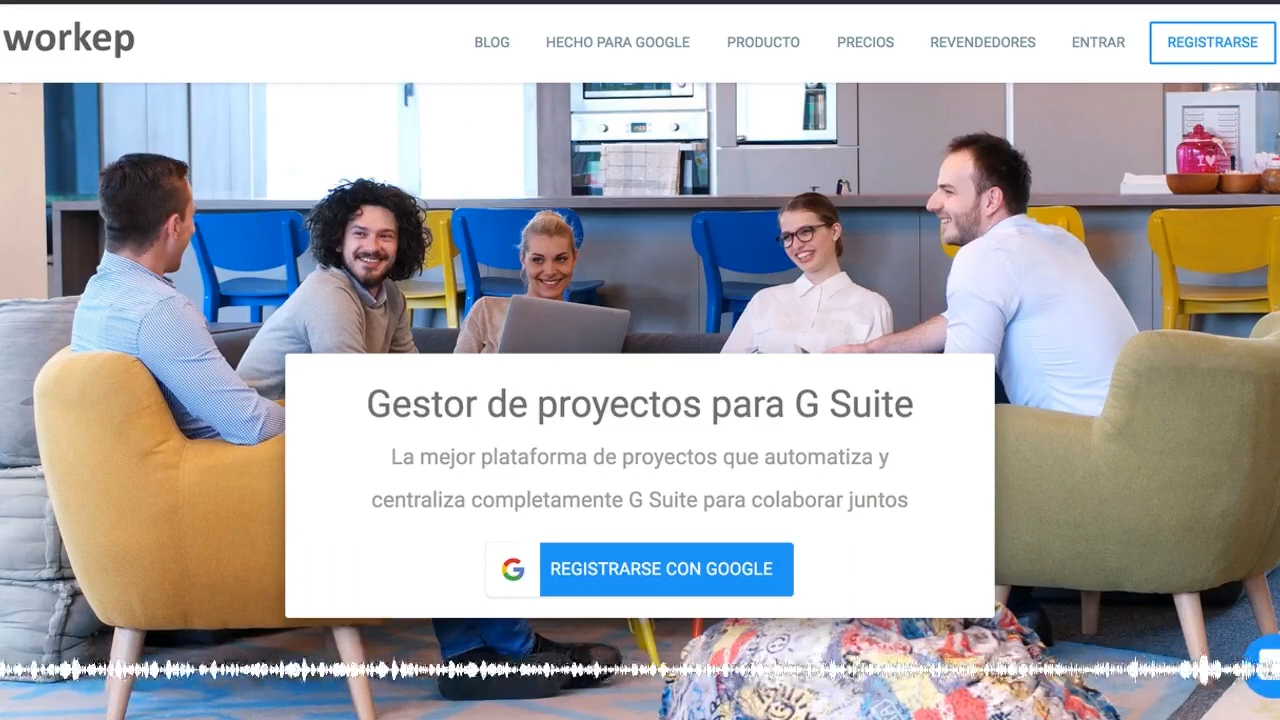 workep
BLOG
HECHO PARA GOOGLE
PRODUCTO
PRECIOS
REVENDEDORES
ENTRAR
REGISTRARSE
Gestor de proyectos para G Suite
La mejor plataforma de proyectos que automatiza y
centraliza completamente G Suite para colaborar juntos
REGISTRARSE CON GOOGLE